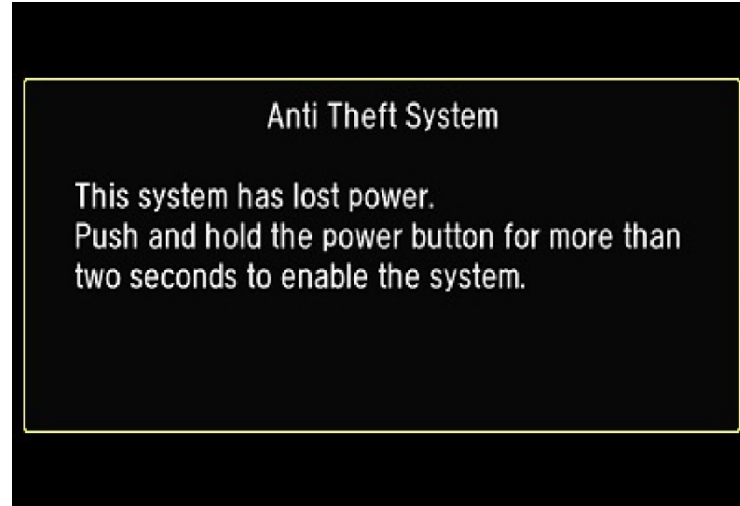 Anti Theft System
This system has lost power.
Push and hold the power button for more than
two seconds to enable the system.